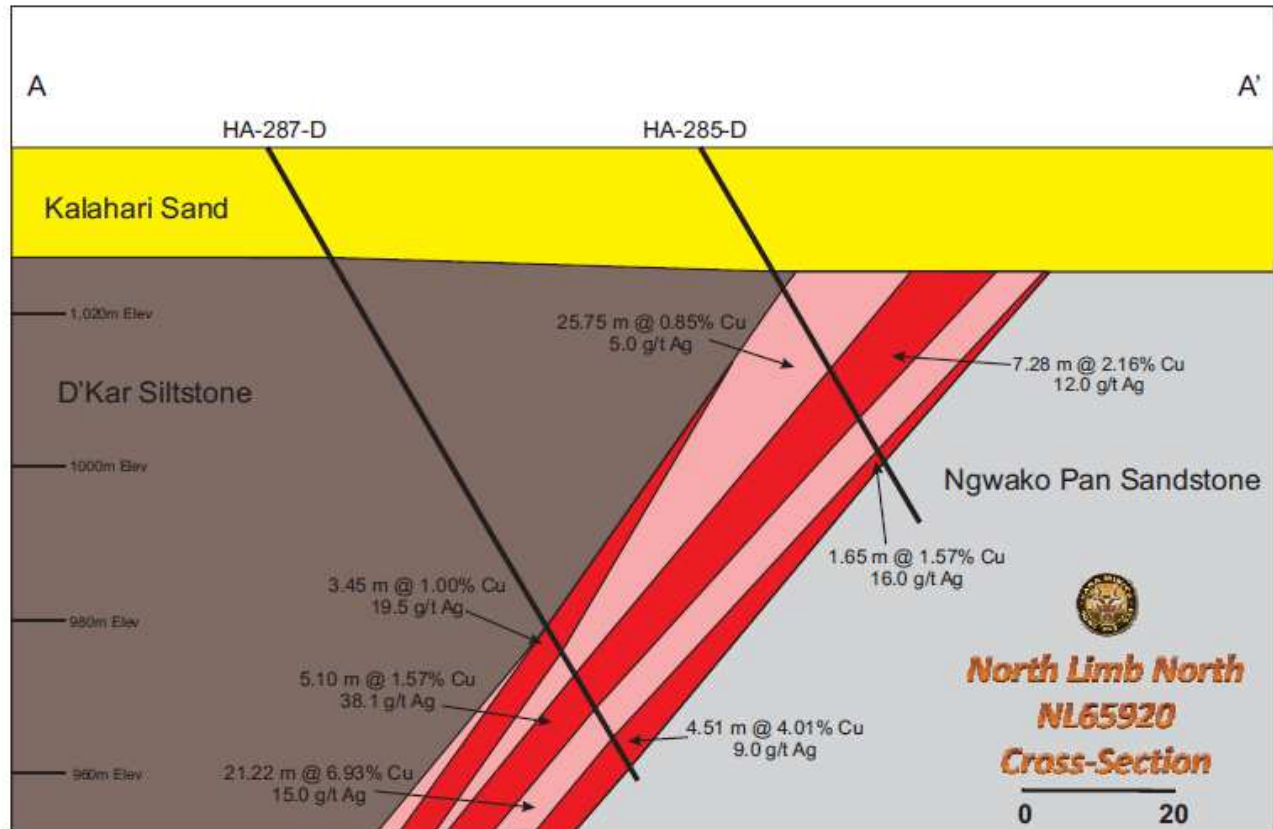 A
A'
HA-287-D
HA-285-D
Kalahari Sand
1,020m Elev
25.75 m @ 0.85% Cu
5.0 g/t Ag
7.28 m @ 2.16% Cu
12.0 g/t Ag
D'Kar Siltstone
1000m Elev
Ngwako Pan Sandstone
1.65 m @ 1.57% Cu
16.0 g/t Ag
3.45 m @ 1.00% Cu
19.5 g/t Ag
980m Elev
5.10 m @ 1.57% Cu
38.1 g/t Ag
4.51 m @ 4.01% Cu
9.0 g/t Ag
21.22 m @ 6.93% Cu
15.0 g/t Ag
960m Elev
North Limb North
NL65920
Cross-Section
0 20